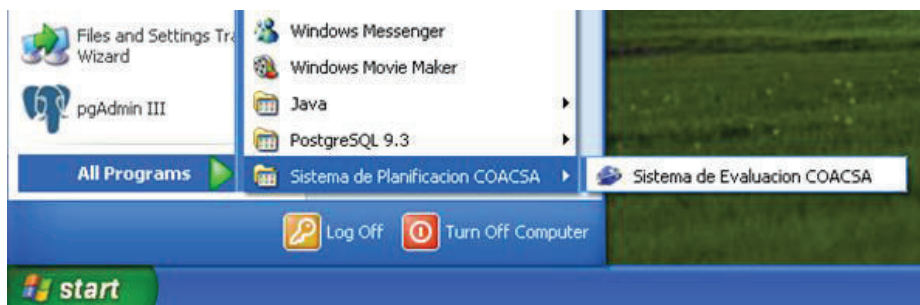 Files and Settings Tra
Wizard
pgAdmin III
All Programs
Windows Messenger
Windows Movie Maker
Java
PostgreSQL 9.3
Sistema de Planificacion COACSA
Sistema de Evaluacion COACSA
Log Off
Turn Off Computer
start